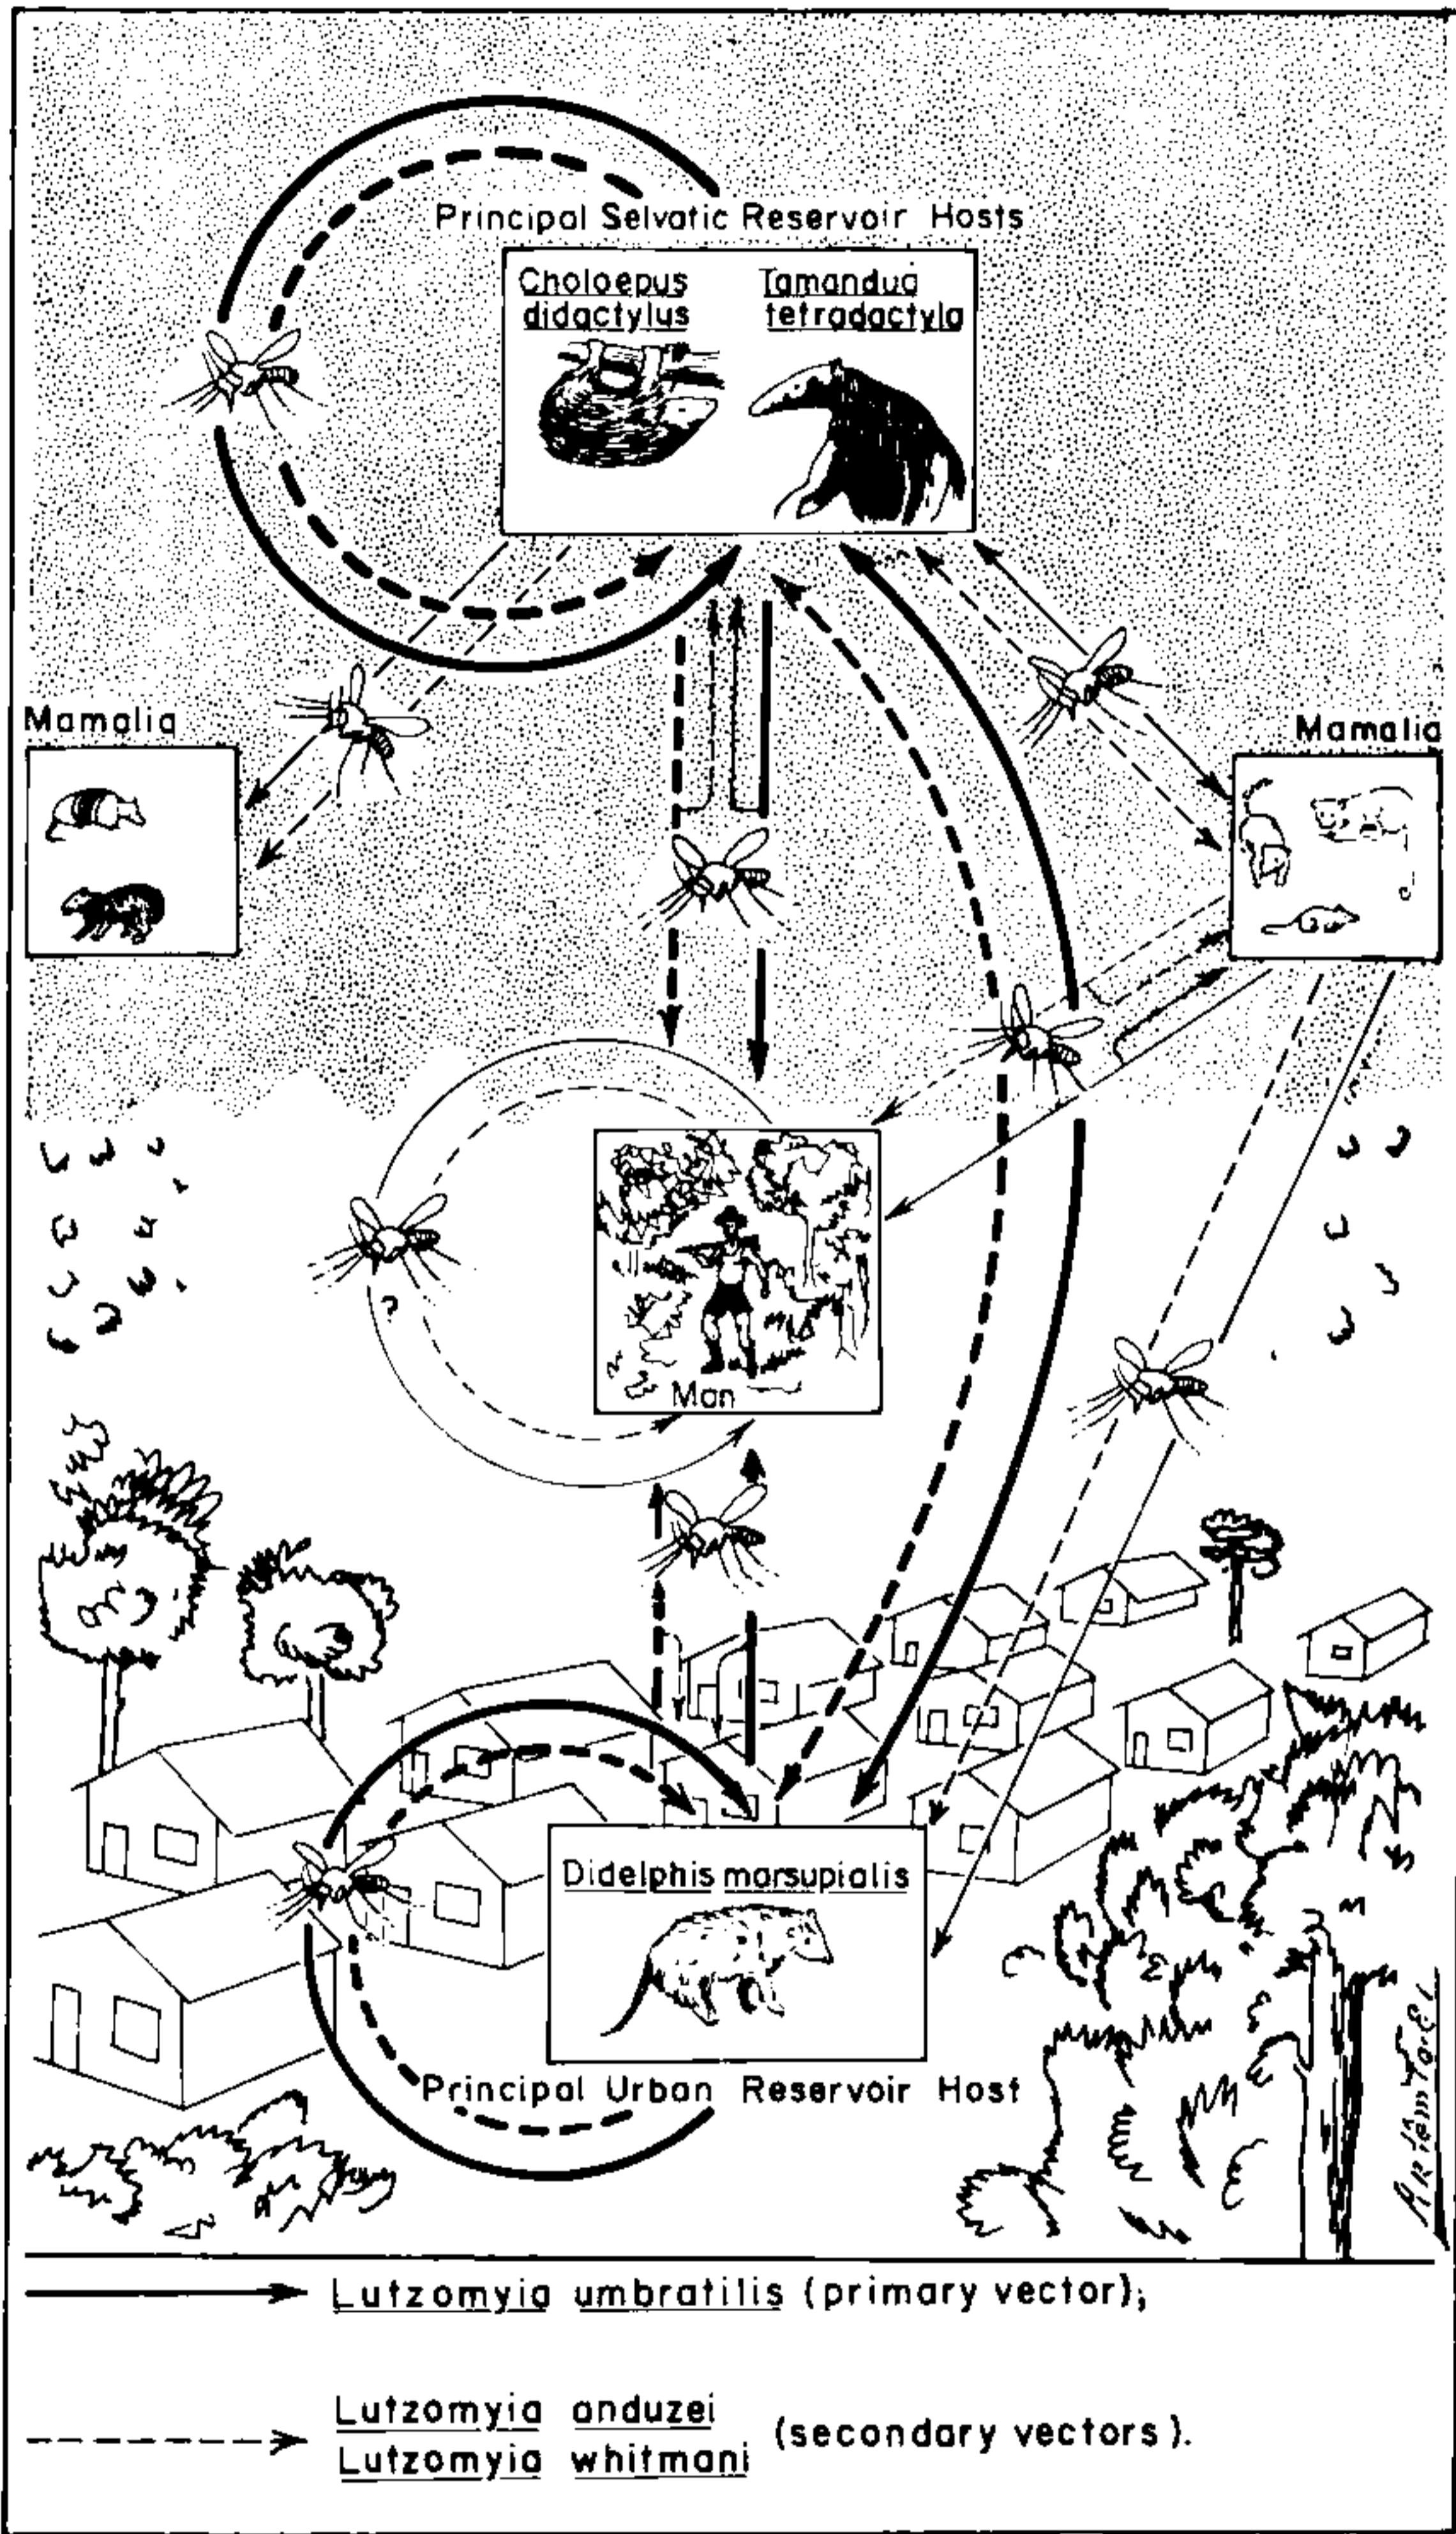 Principal Selvatic Reservoir Hosts
Choloepus didactylus
Tamandua tetradactyla
Mamalia
Mamalia
?
Man
Didelphis marsupialis
Principal Urban Reservoir Host
Lutzomyia umbratilis (primary vector);
Lutzomyia anduzei
Lutzomyia whitmani
(secondary vectors).